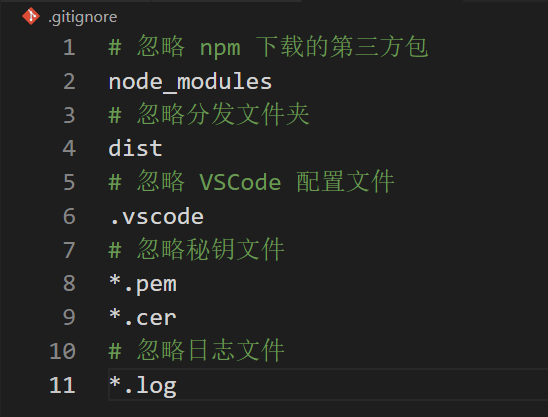 .gitignore
1 # 忽略 npm 下载的第三方包
2 node_modules
3 # 忽略分发文件夹
4 dist
5 # 忽略 VSCode 配置文件
6 .vscode
7 # 忽略秘钥文件
8 *.pem
9 *.cer
10 # 忽略日志文件
11 *.log